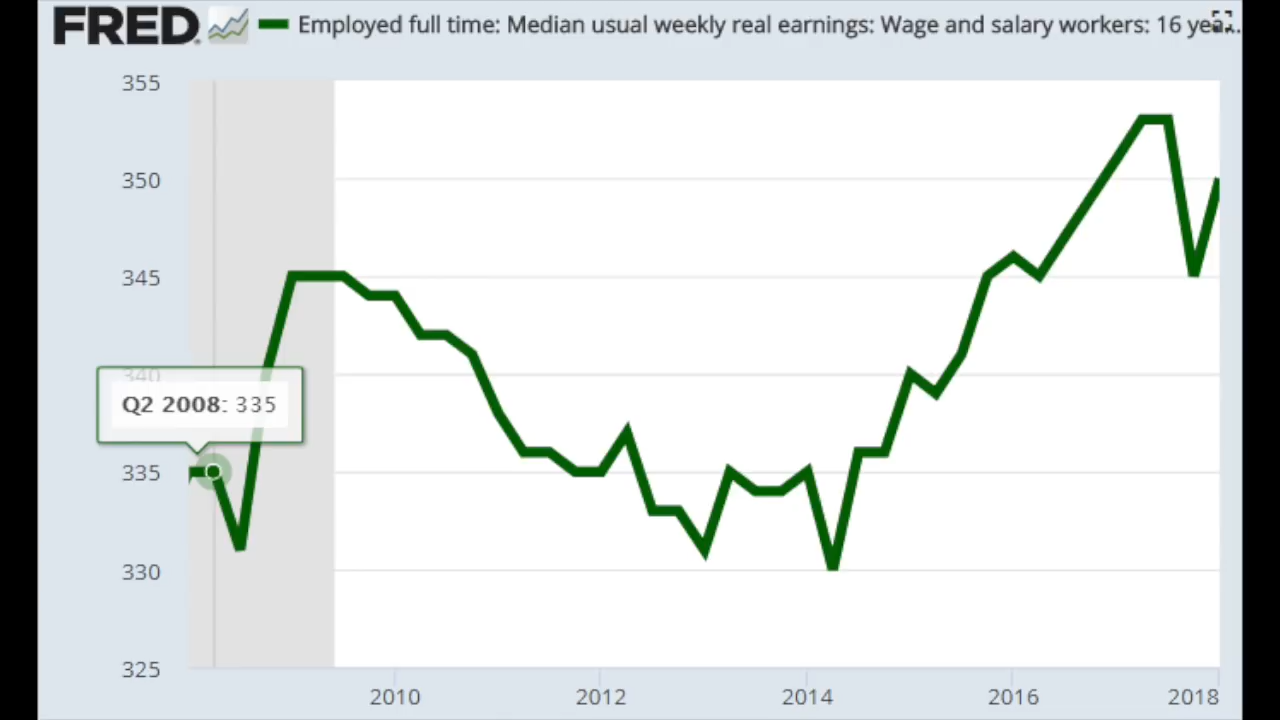 FRED
Employed full time: Median usual weekly real earnings: Wage and salary workers: 16 yea...
355
350
345
340
Q2 2008: 335
335
330
325
2010 2012 2014 2016 2018